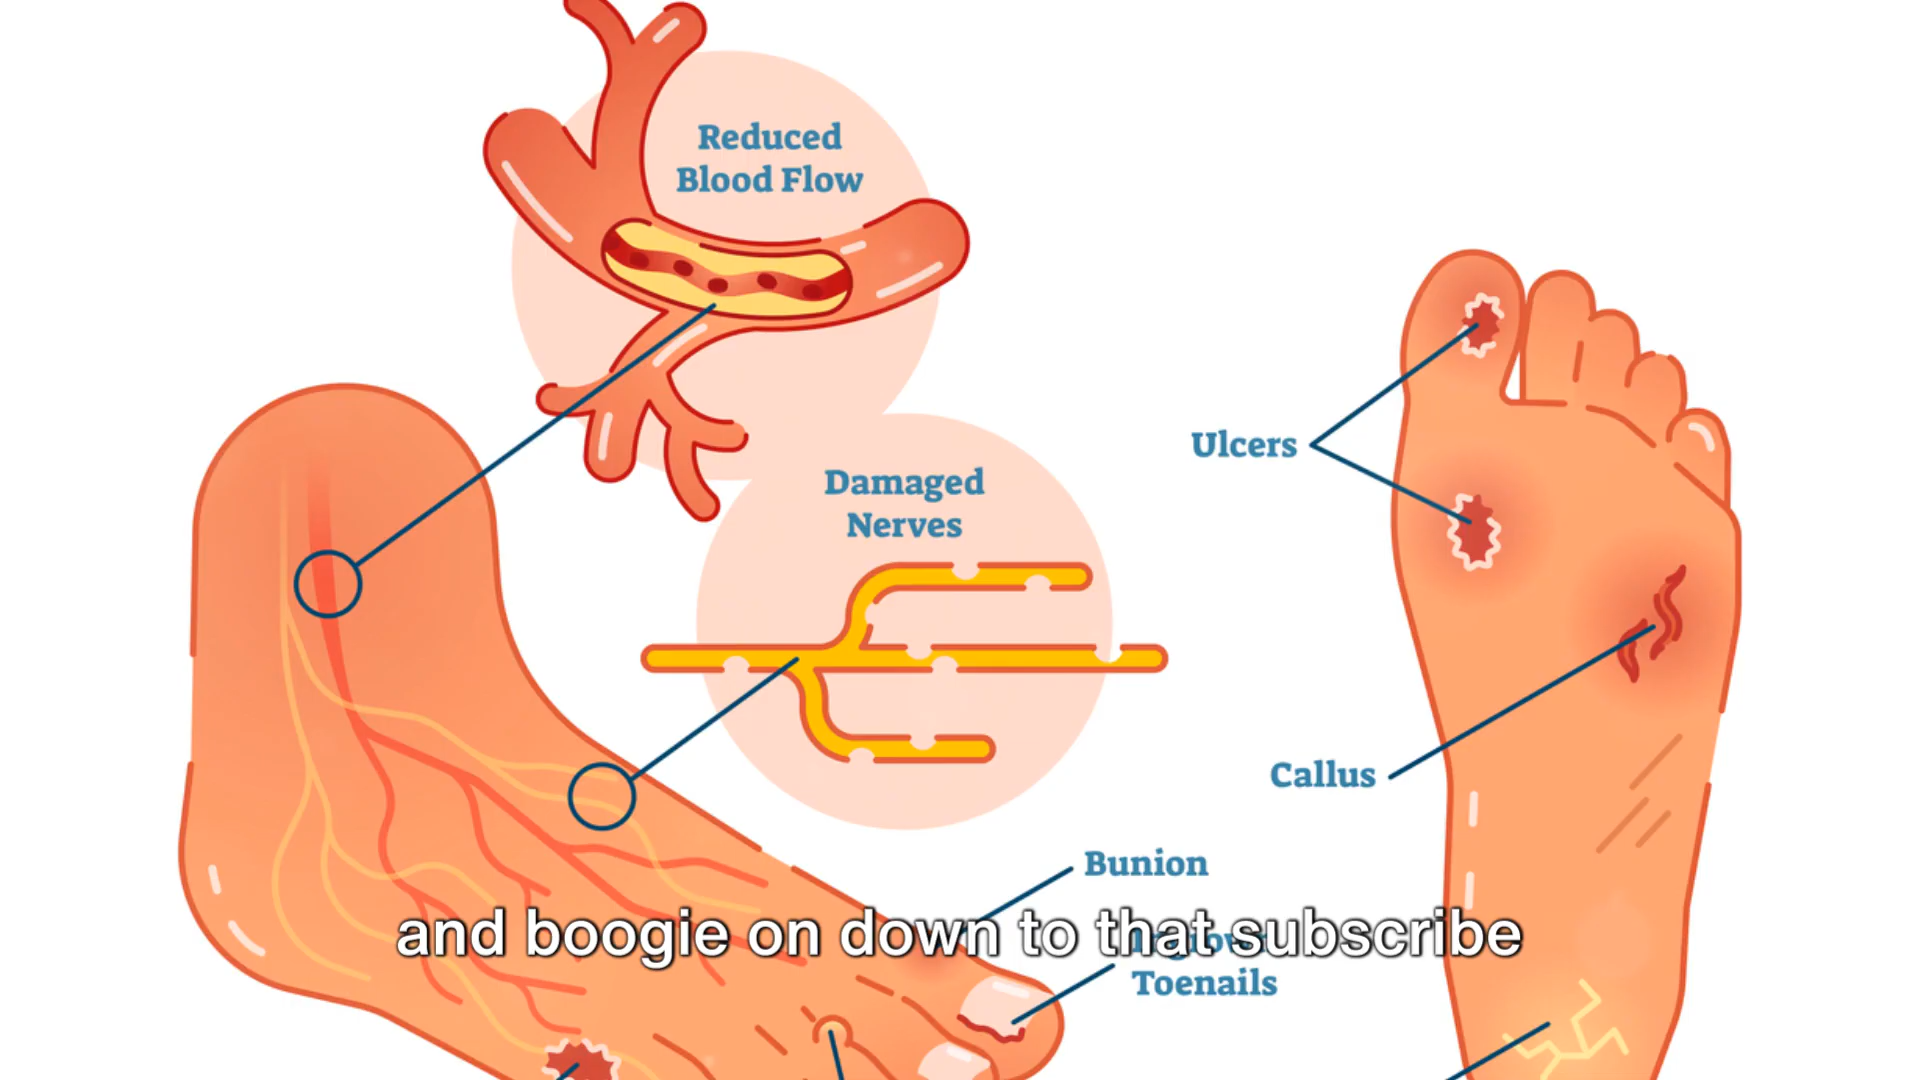 Reduced
Blood Flow
Damaged
Nerves
Ulcers
Callus
Bunion
and boogie on down to that subscribe
Toenails